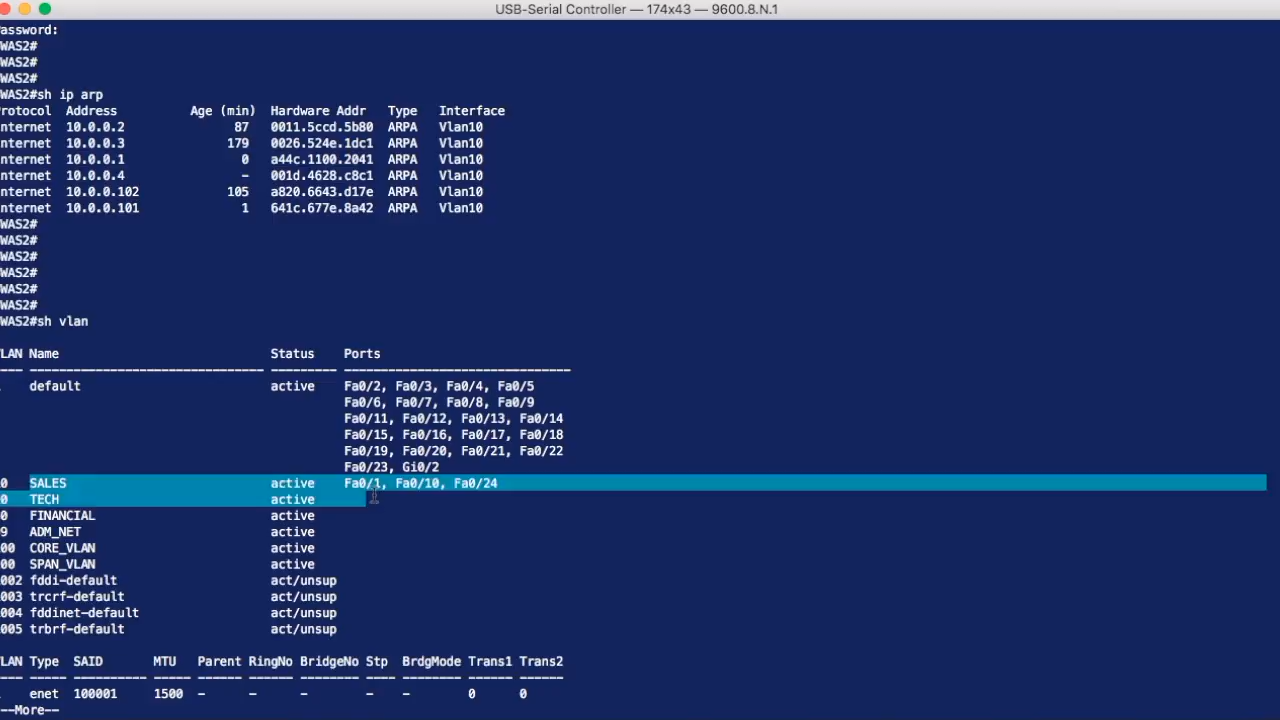 USB-Serial Controller — 174x43 — 9600.8.N.1
assword:
WAS2#
WAS2#
WAS2#
WAS2#sh ip arp
rotocol Address Age (min) Hardware Addr Type Interface
nternet 10.0.0.2 87 0011.5ccd.5b80 ARPA Vlan10
nternet 10.0.0.3 179 0026.524e.1dc1 ARPA Vlan10
nternet 10.0.0.1 0 a44c.1100.2041 ARPA Vlan10
nternet 10.0.0.4 - 001d.4628.c8c1 ARPA Vlan10
nternet 10.0.0.102 105 a820.6643.d17e ARPA Vlan10
nternet 10.0.0.101 1 641c.677e.8a42 ARPA Vlan10
WAS2#
WAS2#
WAS2#
WAS2#
WAS2#
WAS2#
WAS2#sh vlan
LAN Name Status Ports
--- -------------------------------- --------- -------------------------------
default active Fa0/2, Fa0/3, Fa0/4, Fa0/5
Fa0/6, Fa0/7, Fa0/8, Fa0/9
Fa0/11, Fa0/12, Fa0/13, Fa0/14
Fa0/15, Fa0/16, Fa0/17, Fa0/18
Fa0/19, Fa0/20, Fa0/21, Fa0/22
Fa0/23, Gi0/2
0 SALES active Fa0/1, Fa0/10, Fa0/24
0 TECH active
0 FINANCIAL active
9 ADM_NET active
00 CORE_VLAN active
00 SPAN_VLAN active
002 fddi-default act/unsup
003 trcrf-default act/unsup
004 fddinet-default act/unsup
005 trbrf-default act/unsup
LAN Type SAID MTU Parent RingNo BridgeNo Stp BrdgMode Trans1 Trans2
--- ----- ---------- ----- ------ ------ -------- ---- -------- ------ ------
enet 100001 1500 - - - - - 0 0
--More--